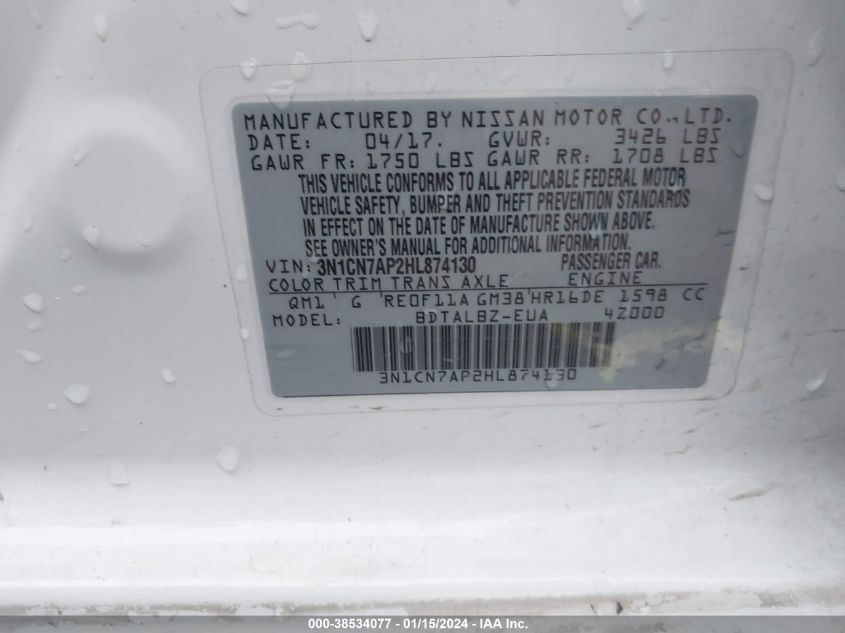 MANUFACTURED BY NISSAN MOTOR CO.,LTD.
DATE: 04/17. GVWR: 3426 LBS
GAWR FR: 1750 LBS GAWR RR: 1708 LBS
THIS VEHICLE CONFORMS TO ALL APPLICABLE FEDERAL MOTOR
VEHICLE SAFETY, BUMPER AND THEFT PREVENTION STANDARDS
IN EFFECT ON THE DATE OF MANUFACTURE SHOWN ABOVE.
SEE OWNER'S MANUAL FOR ADDITIONAL INFORMATION.
VIN: 3N1CN7AP2HL874130 PASSENGER CAR.
COLOR TRIM TRANS AXLE ENGINE
QM1 ' G 'RE0F11A GM38'HR16DE 1598 CC
MODEL: BDTALBZ-EUA 4Z000
3N1CN7AP2HL874130
000-38534077 - 01/15/2024 - IAA Inc.